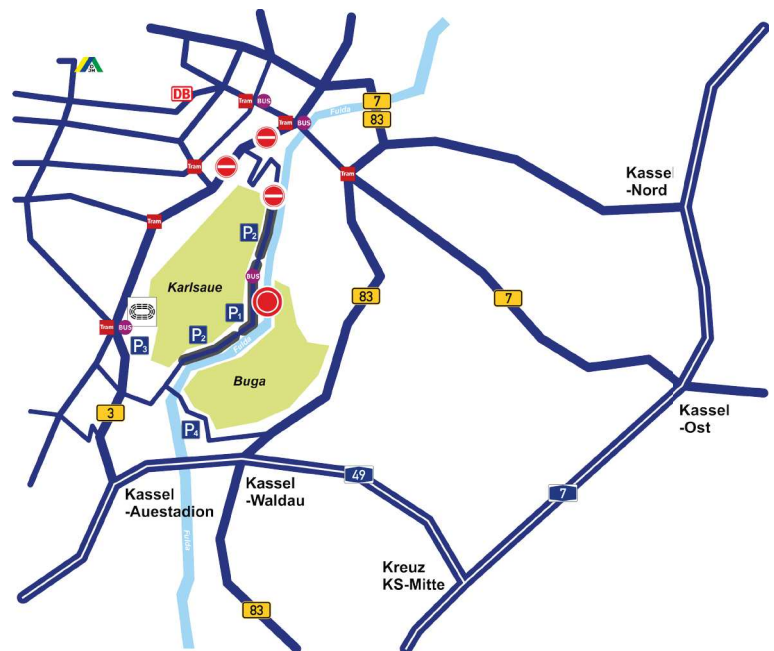 DB
Tram
BUS
Tram
BUS
Fulda
7
83
Tram
Tram
Kassel
-Nord
Tram
P2
BUS
Karlsaue
83
7
P1
Tram
BUS
P3
P2
Fulda
Buga
3
Kassel
-Ost
P4
Kassel
-Auestadion
Kassel
-Waldau
49
7
Fulda
Kreuz
KS-Mitte
83